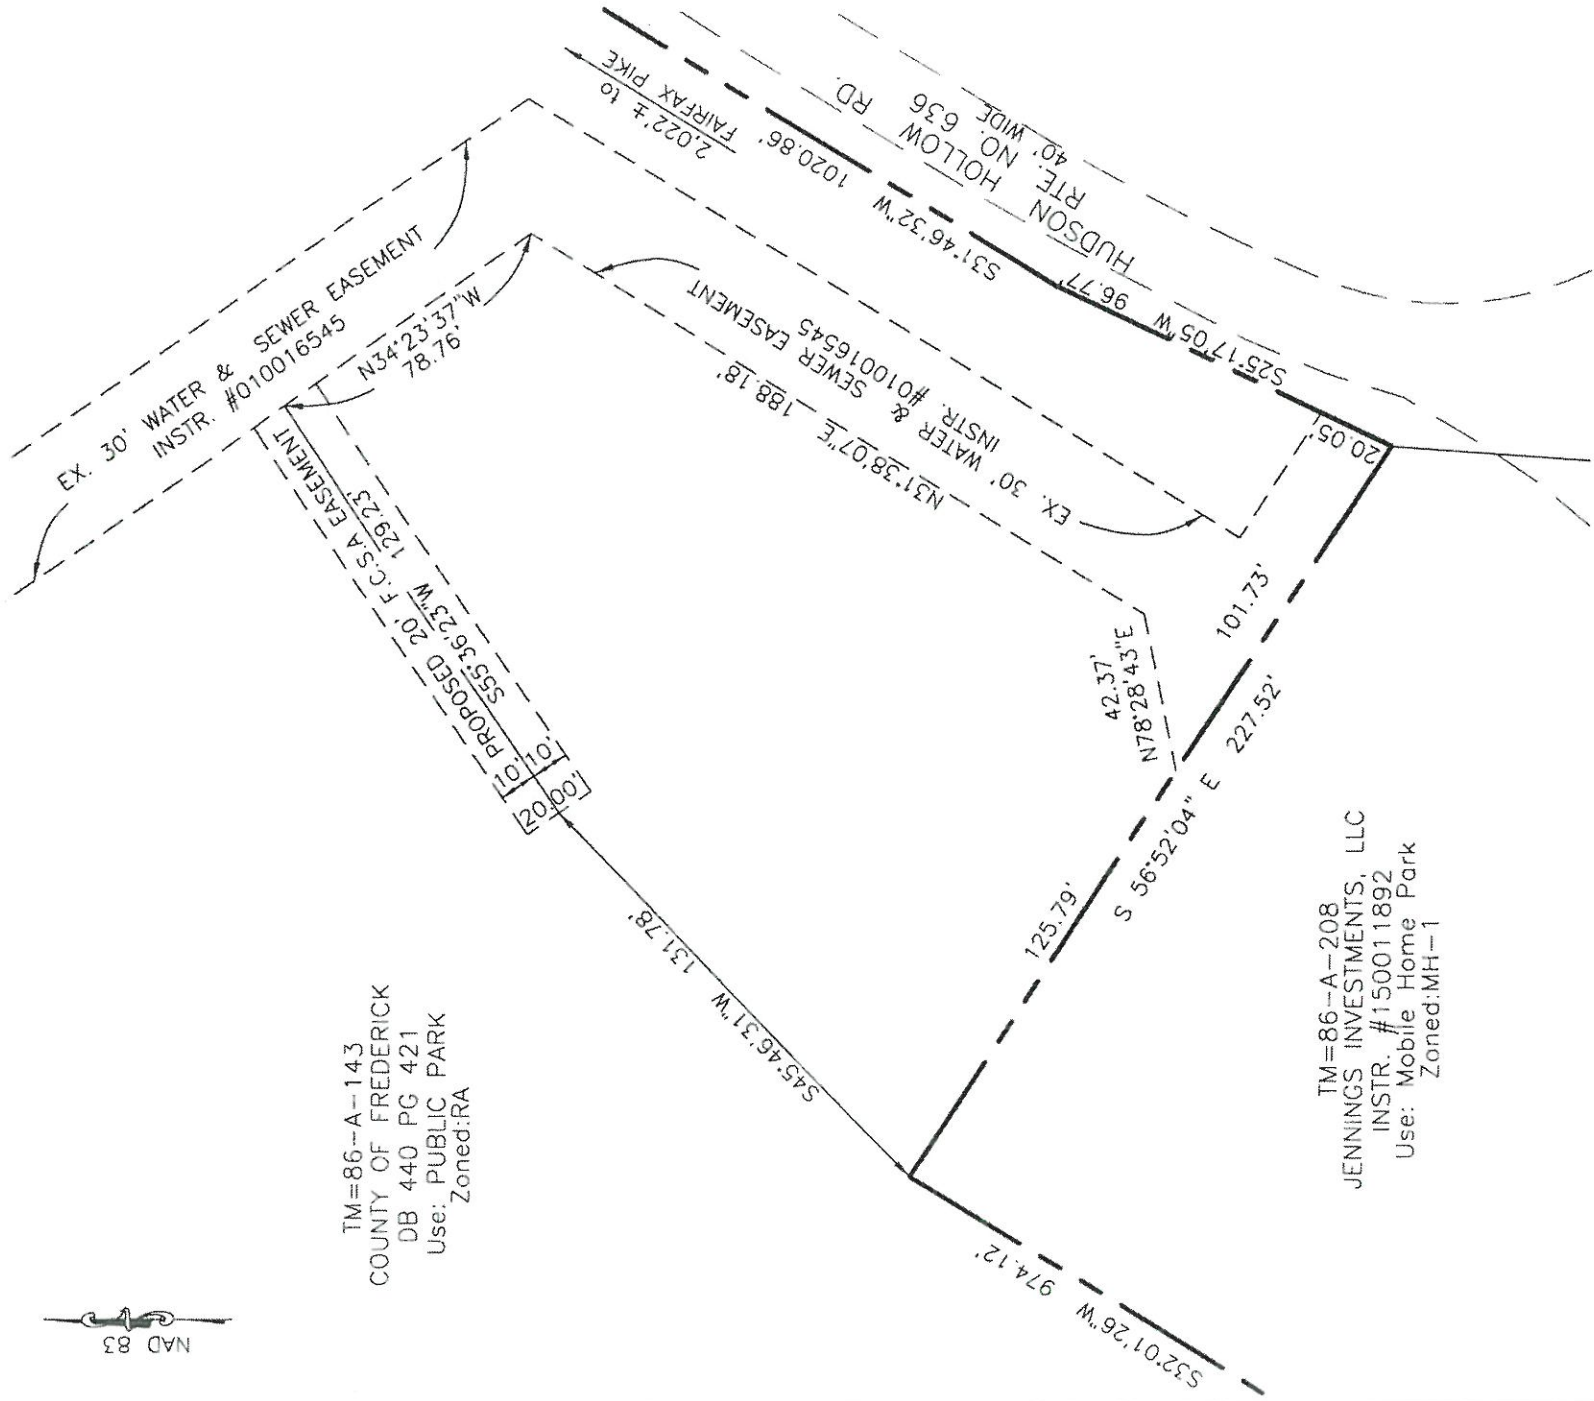 EX. 30' WATER & SEWER EASEMENT
INSTR. #010016545
N34°23'37"W
78.76'
PROPOSED 20' F.C.S.A EASEMENT
S55°36'23"W 129.23'
10'
10'
20.00'
2,022'± to
FAIRFAX PIKE
S31°46'32"W 1020.86'
HUDSON HOLLOW RD.
RTE. NO. 636
40' WIDE
EX. 30' WATER & SEWER EASEMENT
INSTR. #010016545
N31°38'07"E 188.18'
S25°17'05"W 96.77'
20.05'
42.37'
N78°28'43"E
101.73'
S 56°52'04" E 227.52'
125.79'
S45°46'31"W 131.78'
S32°01'26"W 974.12'
TM=86-A-143
COUNTY OF FREDERICK
DB 440 PG 421
Use: PUBLIC PARK
Zoned:RA
TM=86-A-208
JENNINGS INVESTMENTS, LLC
INSTR. #150011892
Use: Mobile Home Park
Zoned:MH-1
NAD 83